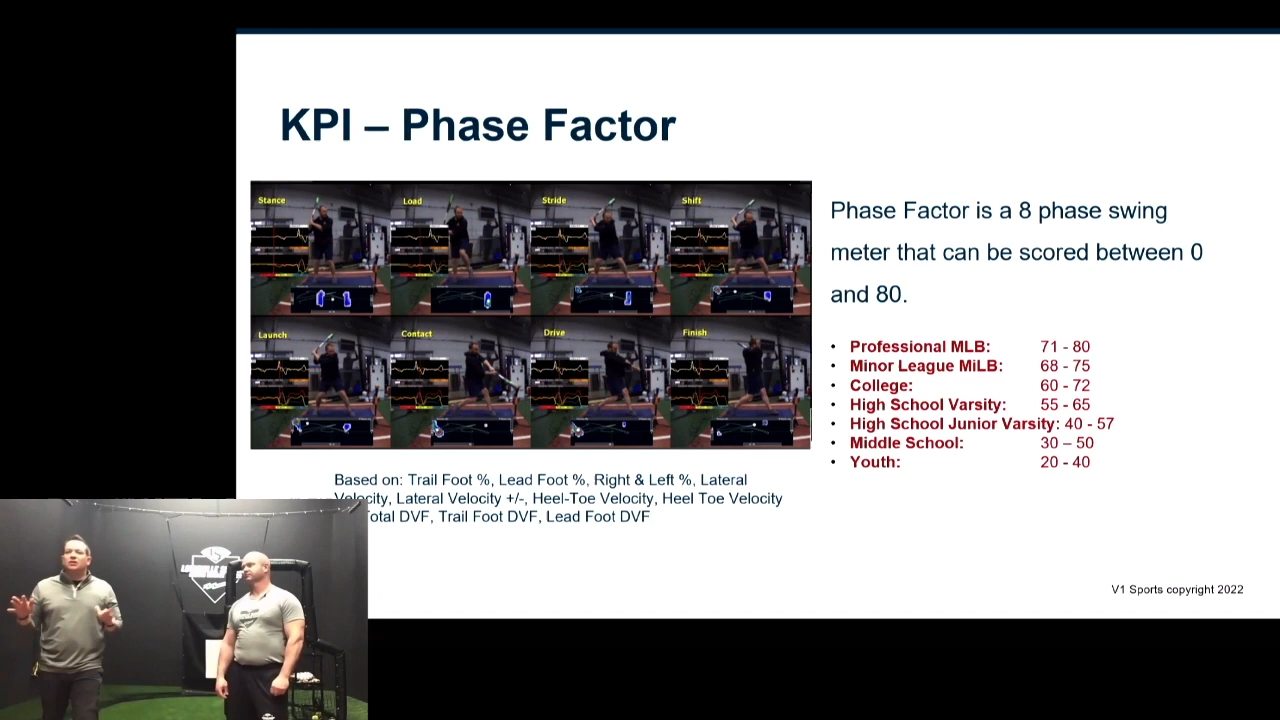 KPI – Phase Factor
Stance
Load
Stride
Shift
Launch
Contact
Drive
Finish
Phase Factor is a 8 phase swing
meter that can be scored between 0
and 80.
• Professional MLB: 71 - 80
• Minor League MiLB: 68 - 75
• College: 60 - 72
• High School Varsity: 55 - 65
• High School Junior Varsity: 40 - 57
• Middle School: 30 – 50
• Youth: 20 - 40
Based on: Trail Foot %, Lead Foot %, Right & Left %, Lateral
Velocity, Lateral Velocity +/-, Heel-Toe Velocity, Heel Toe Velocity
Total DVF, Trail Foot DVF, Lead Foot DVF
V1 Sports copyright 2022